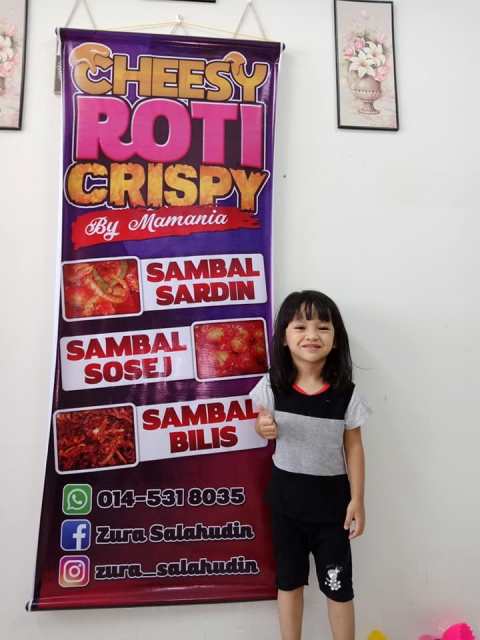 CHEESY
ROTI
CRISPY
By Mamania
SAMBAL
SARDIN
SAMBAL
SOSEJ
SAMBAL
BILIS
014-531 8035
Zura Salahudin
zura_salahudin